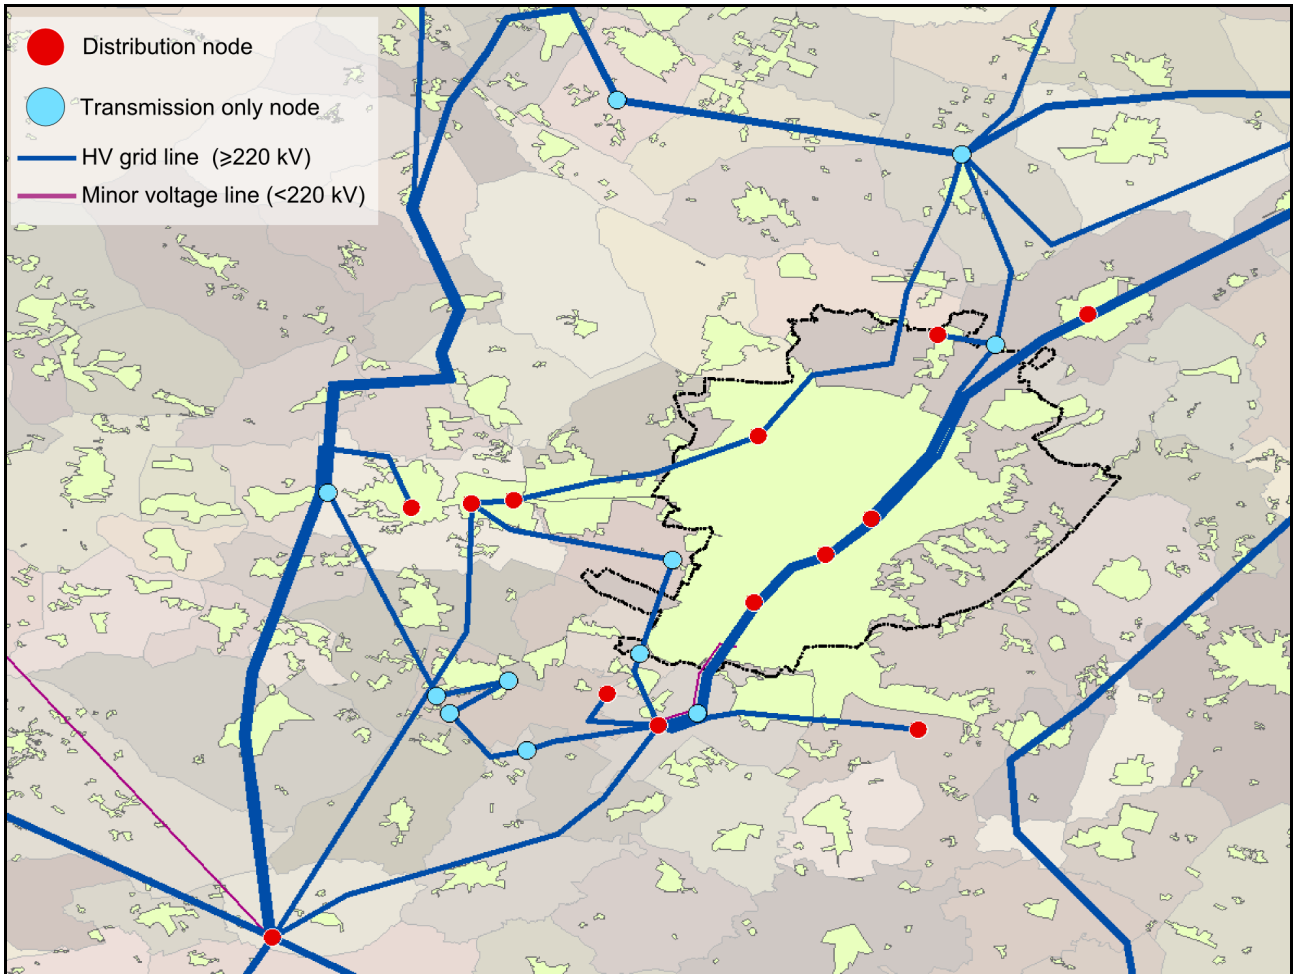 Distribution node
Transmission only node
HV grid line (≥220 kV)
Minor voltage line (<220 kV)